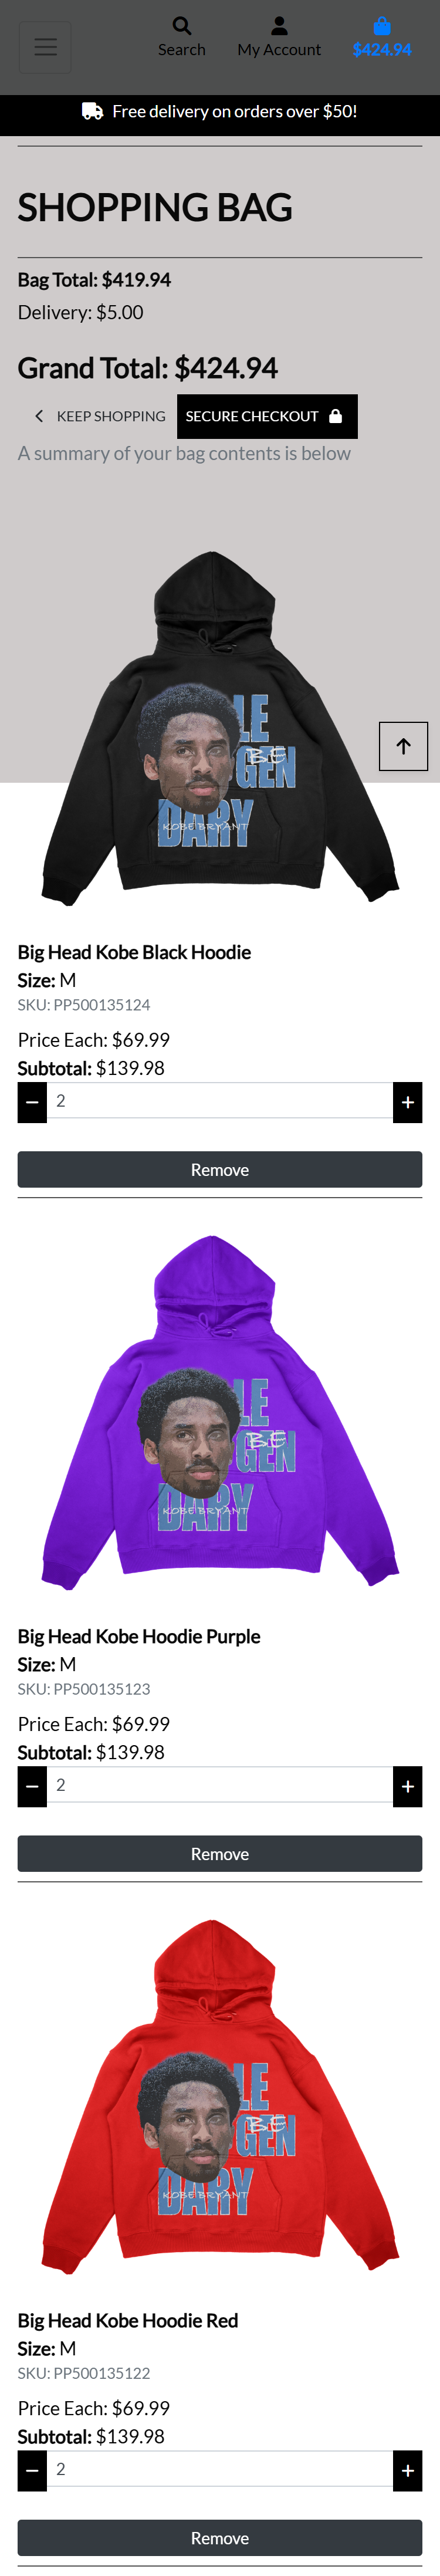 Search
My Account
$424.94
Free delivery on orders over $50!
SHOPPING BAG
Bag Total: $419.94
Delivery: $5.00
Grand Total: $424.94
KEEP SHOPPING
SECURE CHECKOUT
A summary of your bag contents is below
LE
BE
GEN
DARY
KOBE BRYANT
Big Head Kobe Black Hoodie
Size: M
SKU: PP500135124
Price Each: $69.99
Subtotal: $139.98
2
Remove
LE
BE
GEN
DARY
KOBE BRYANT
Big Head Kobe Hoodie Purple
Size: M
SKU: PP500135123
Price Each: $69.99
Subtotal: $139.98
2
Remove
LE
BE
GEN
DARY
KOBE BRYANT
Big Head Kobe Hoodie Red
Size: M
SKU: PP500135122
Price Each: $69.99
Subtotal: $139.98
2
Remove